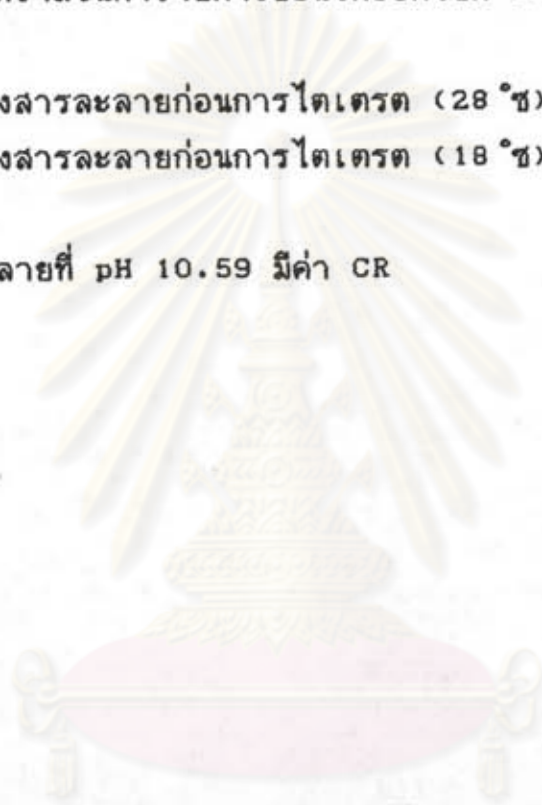 งสารละลายก่อนการไตเตรต (28 ํซ)
งสารละลายก่อนการไตเตรต (18 ํซ)
ลายที่ pH 10.59 มีค่า CR